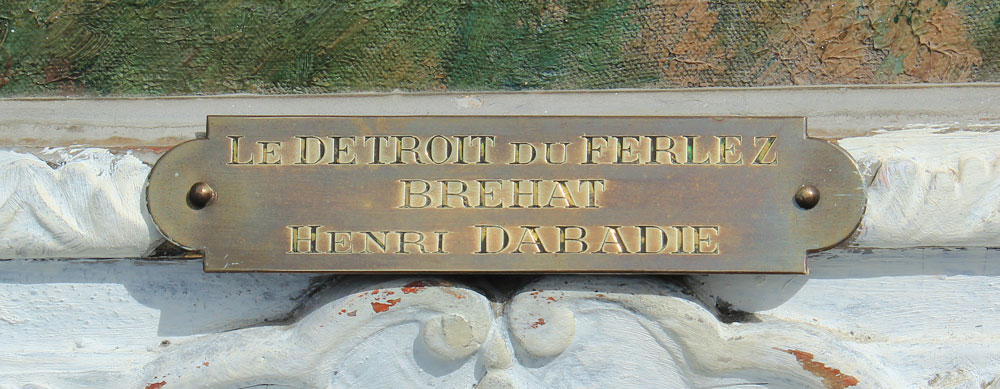 LE DETROIT DU FERLEZ
BREHAT
HENRI DABADIE